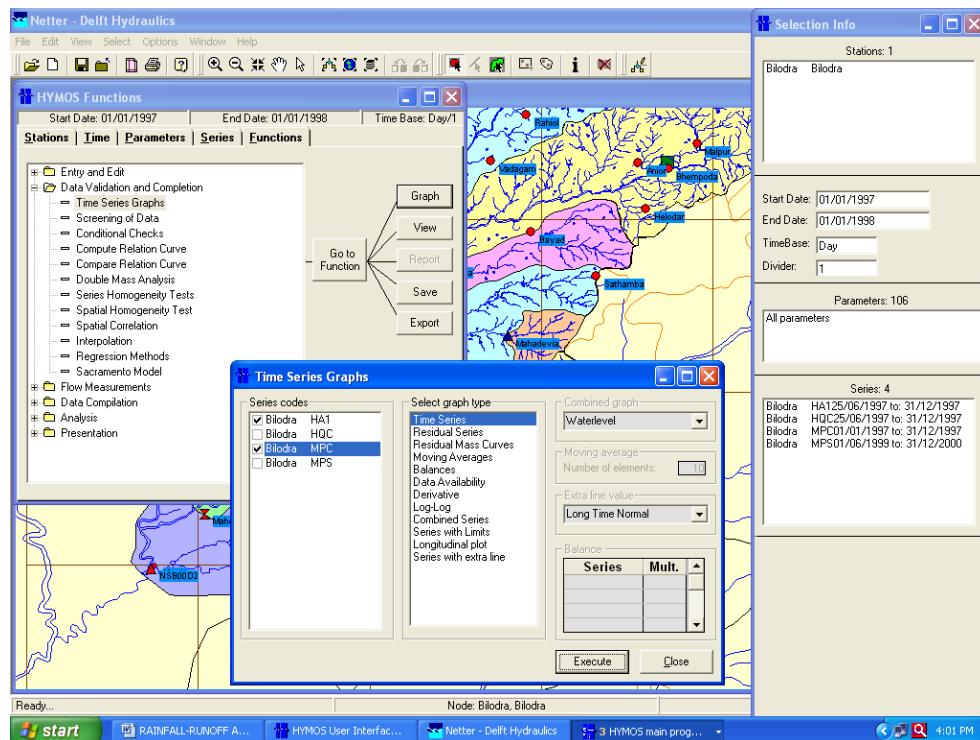 Netter - Delft Hydraulics
File Edit View Select Options Window Help
HYMOS Functions
Start Date: 01/01/1997 End Date: 01/01/1998 Time Base: Day/1
Stations Time Parameters Series Functions
Entry and Edit
Data Validation and Completion
Time Series Graphs
Screening of Data
Conditional Checks
Compute Relation Curve
Compare Relation Curve
Double Mass Analysis
Series Homogeneity Tests
Spatial Homogeneity Test
Spatial Correlation
Interpolation
Regression Methods
Sacramento Model
Flow Measurements
Data Compilation
Analysis
Presentation
Go to
Function
Graph
View
Report
Save
Export
Rahiol
Vadagam
Malpur
Anior
Bhempoda
Helodar
Bayad
Sathamba
Mahadevia
NSB00D2
Time Series Graphs
Series codes
Bilodra HA1
Bilodra HQC
Bilodra MPC
Bilodra MPS
Select graph type
Time Series
Residual Series
Residual Mass Curves
Moving Averages
Balances
Data Availability
Derivative
Log-Log
Combined Series
Series with Limits
Longitudinal plot
Series with extra line
Combined graph
Waterlevel
Moving average
Number of elements: 10
Extra line value
Long Time Normal
Balance
Series Mult.
Execute Close
Selection Info
Stations: 1
Bilodra Bilodra
Start Date: 01/01/1997
End Date: 01/01/1998
TimeBase: Day
Divider: 1
Parameters: 106
All parameters
Series: 4
Bilodra HA125/06/1997 to: 31/12/1997
Bilodra HQC25/06/1997 to: 31/12/1997
Bilodra MPC01/01/1997 to: 31/12/1997
Bilodra MPS01/06/1999 to: 31/12/2000
Ready... Node: Bilodra, Bilodra
start RAINFALL-RUNOFF A... HYMOS User Interfac... Netter - Delft Hydraulics 3 HYMOS main prog... 4:01 PM